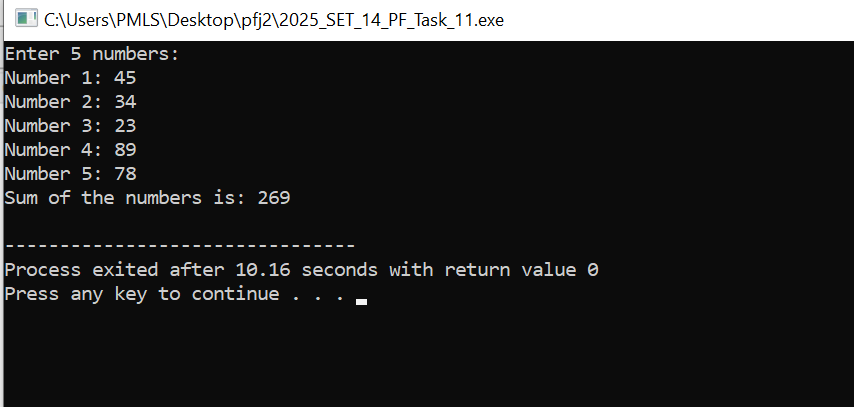 C:\Users\PMLS\Desktop\pfj2\2025_SET_14_PF_Task_11.exe
Enter 5 numbers:
Number 1: 45
Number 2: 34
Number 3: 23
Number 4: 89
Number 5: 78
Sum of the numbers is: 269
--------------------------------
Process exited after 10.16 seconds with return value 0
Press any key to continue . . .